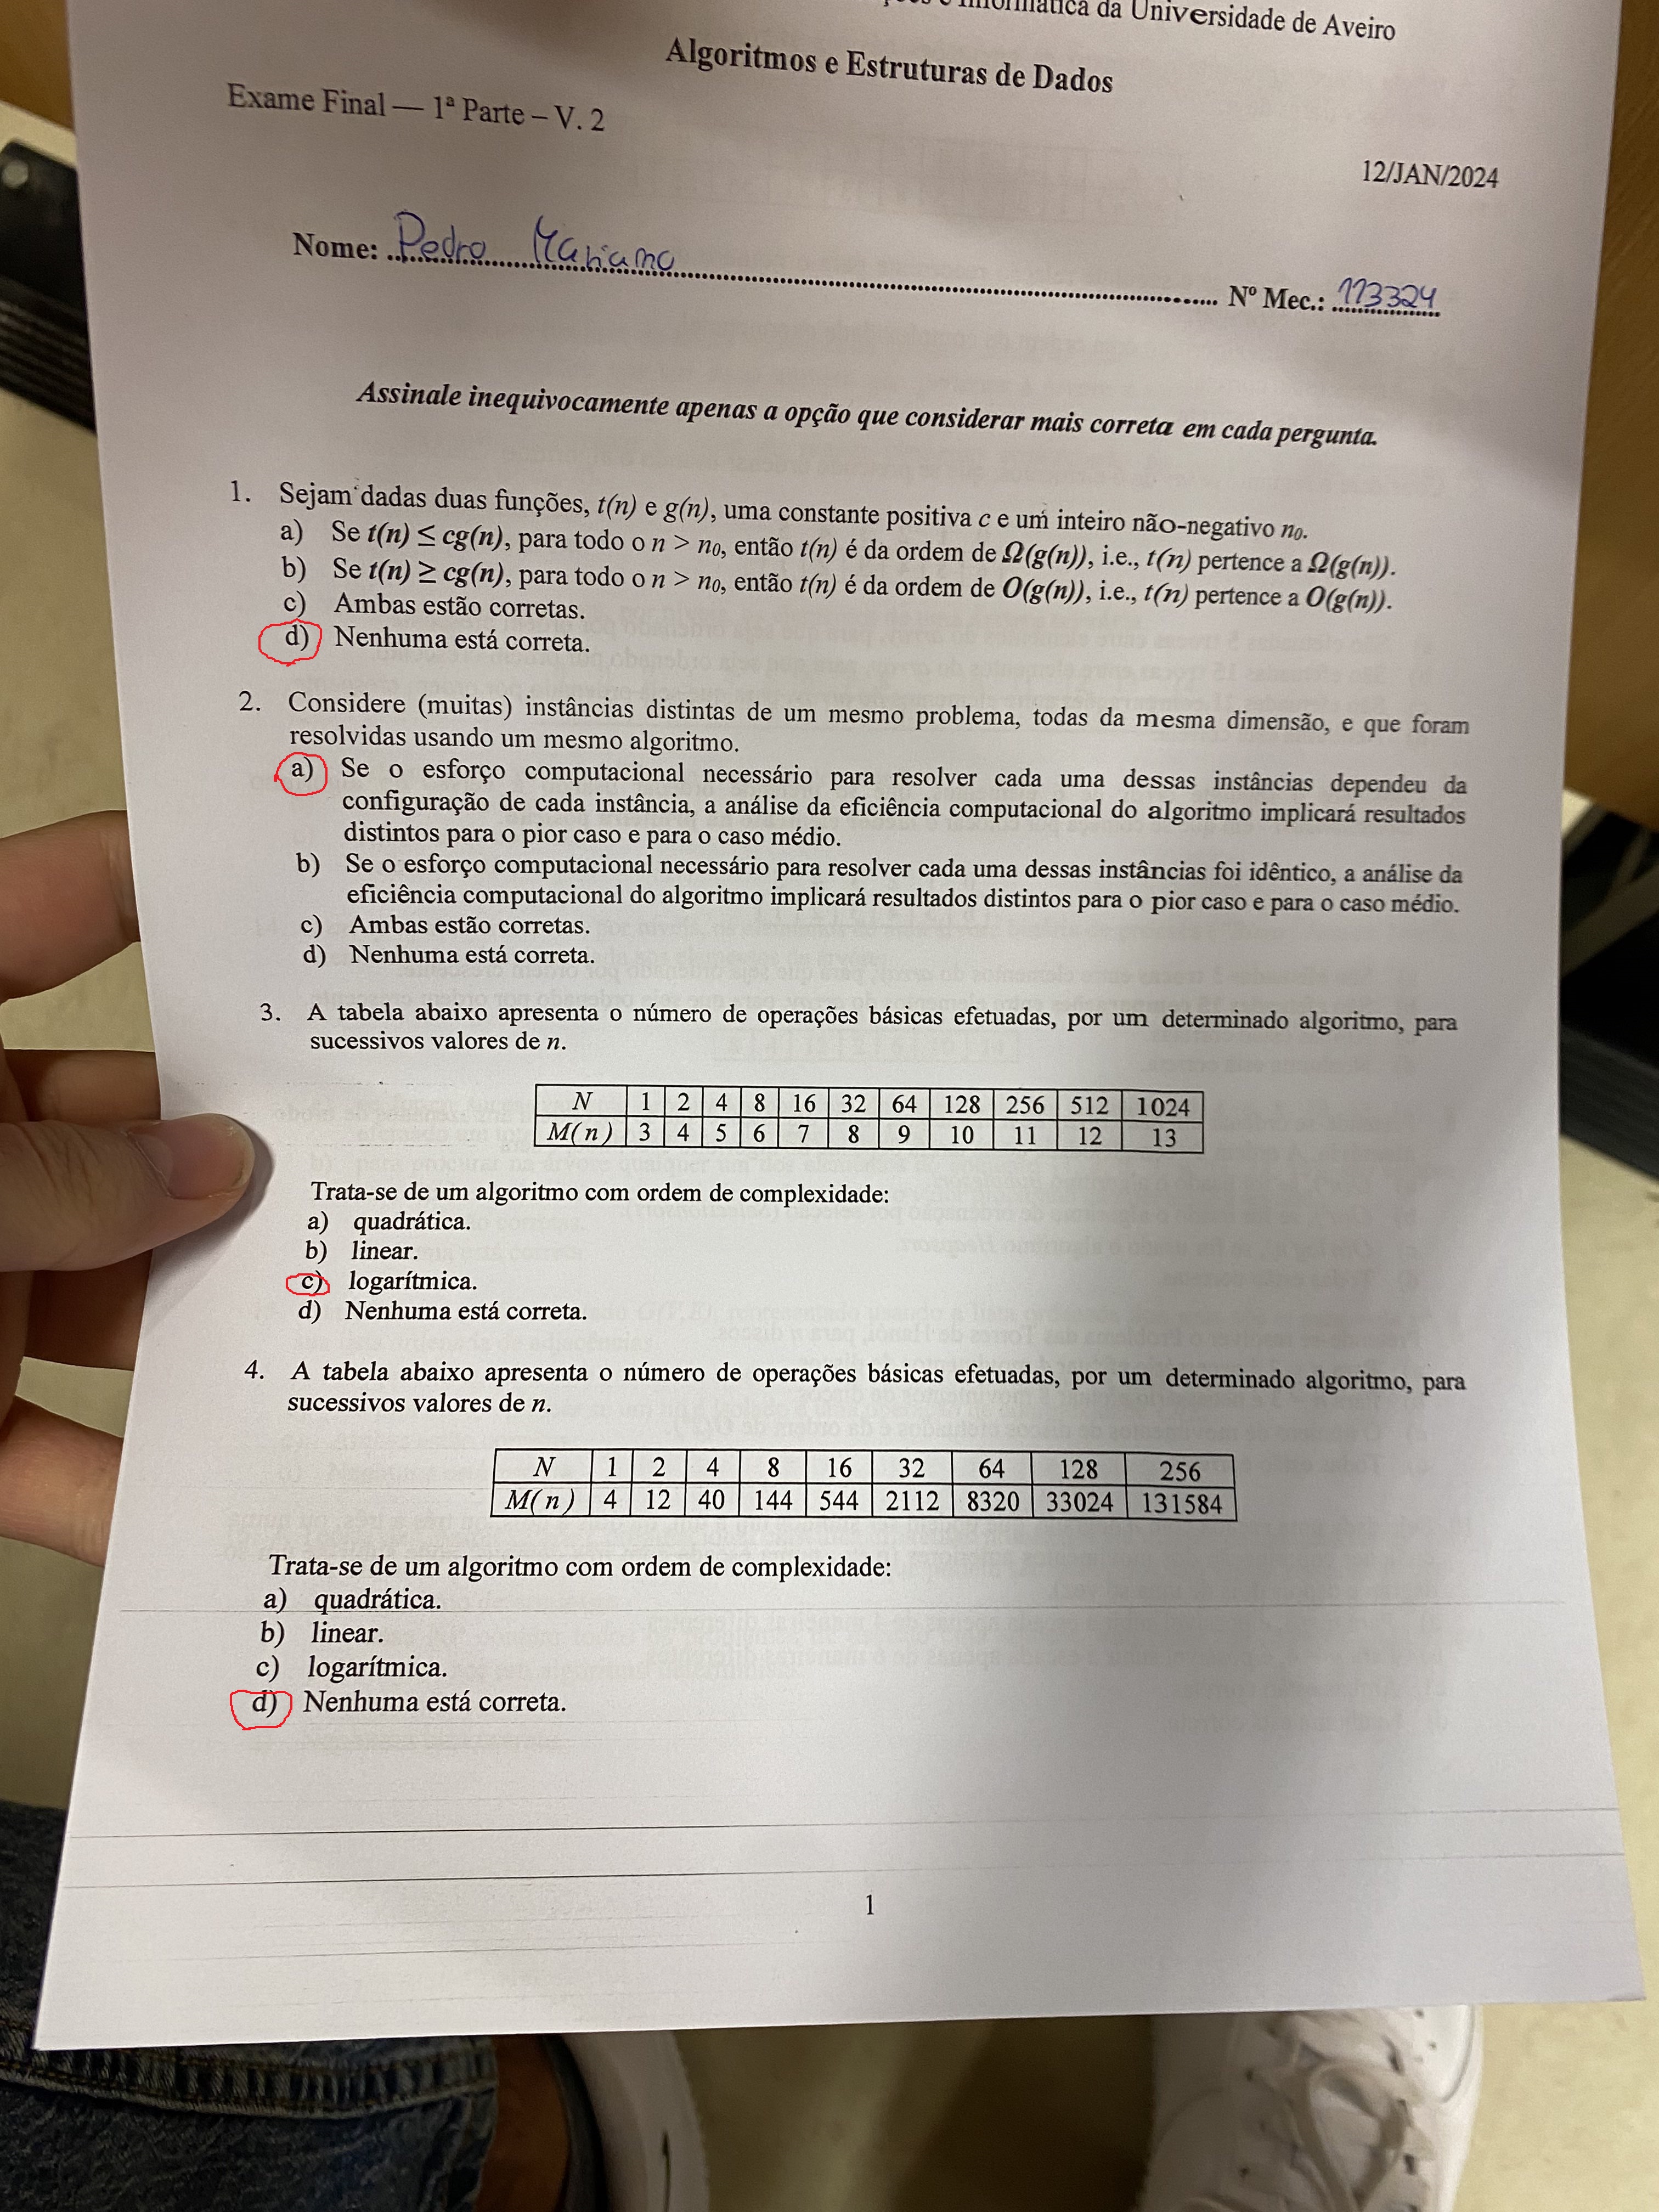 e Informática da Universidade de Aveiro
Algoritmos e Estruturas de Dados
Exame Final — 1ª Parte – V. 2
12/JAN/2024
Nome: Pedro Mariano Nº Mec.: 113324
Assinale inequivocamente apenas a opção que considerar mais correta em cada pergunta.
1. Sejam dadas duas funções, t(n) e g(n), uma constante positiva c e um inteiro não-negativo n₀.
a) Se t(n) ≤ cg(n), para todo o n > n₀, então t(n) é da ordem de Ω(g(n)), i.e., t(n) pertence a Ω(g(n)).
b) Se t(n) ≥ cg(n), para todo o n > n₀, então t(n) é da ordem de O(g(n)), i.e., t(n) pertence a O(g(n)).
c) Ambas estão corretas.
d) Nenhuma está correta.
2. Considere (muitas) instâncias distintas de um mesmo problema, todas da mesma dimensão, e que foram
resolvidas usando um mesmo algoritmo.
a) Se o esforço computacional necessário para resolver cada uma dessas instâncias dependeu da
configuração de cada instância, a análise da eficiência computacional do algoritmo implicará resultados
distintos para o pior caso e para o caso médio.
b) Se o esforço computacional necessário para resolver cada uma dessas instâncias foi idêntico, a análise da
eficiência computacional do algoritmo implicará resultados distintos para o pior caso e para o caso médio.
c) Ambas estão corretas.
d) Nenhuma está correta.
3. A tabela abaixo apresenta o número de operações básicas efetuadas, por um determinado algoritmo, para
sucessivos valores de n.
N 1 2 4 8 16 32 64 128 256 512 1024
M(n) 3 4 5 6 7 8 9 10 11 12 13
Trata-se de um algoritmo com ordem de complexidade:
a) quadrática.
b) linear.
c) logarítmica.
d) Nenhuma está correta.
4. A tabela abaixo apresenta o número de operações básicas efetuadas, por um determinado algoritmo, para
sucessivos valores de n.
N 1 2 4 8 16 32 64 128 256
M(n) 4 12 40 144 544 2112 8320 33024 131584
Trata-se de um algoritmo com ordem de complexidade:
a) quadrática.
b) linear.
c) logarítmica.
d) Nenhuma está correta.
1